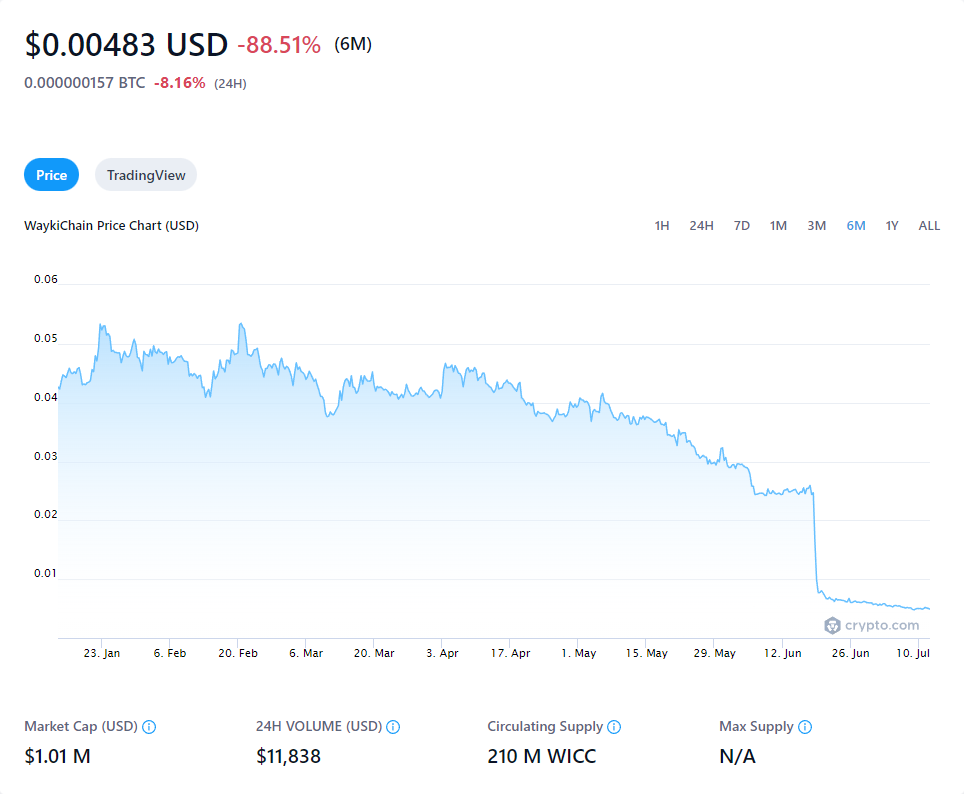 $0.00483 USD -88.51% (6M)
0.000000157 BTC -8.16% (24H)
Price TradingView
WaykiChain Price Chart (USD) 1H 24H 7D 1M 3M 6M 1Y ALL
0.06
0.05
0.04
0.03
0.02
0.01
crypto.com
23. Jan 6. Feb 20. Feb 6. Mar 20. Mar 3. Apr 17. Apr 1. May 15. May 29. May 12. Jun 26. Jun 10. Jul
Market Cap (USD) 24H VOLUME (USD) Circulating Supply Max Supply
$1.01 M $11,838 210 M WICC N/A